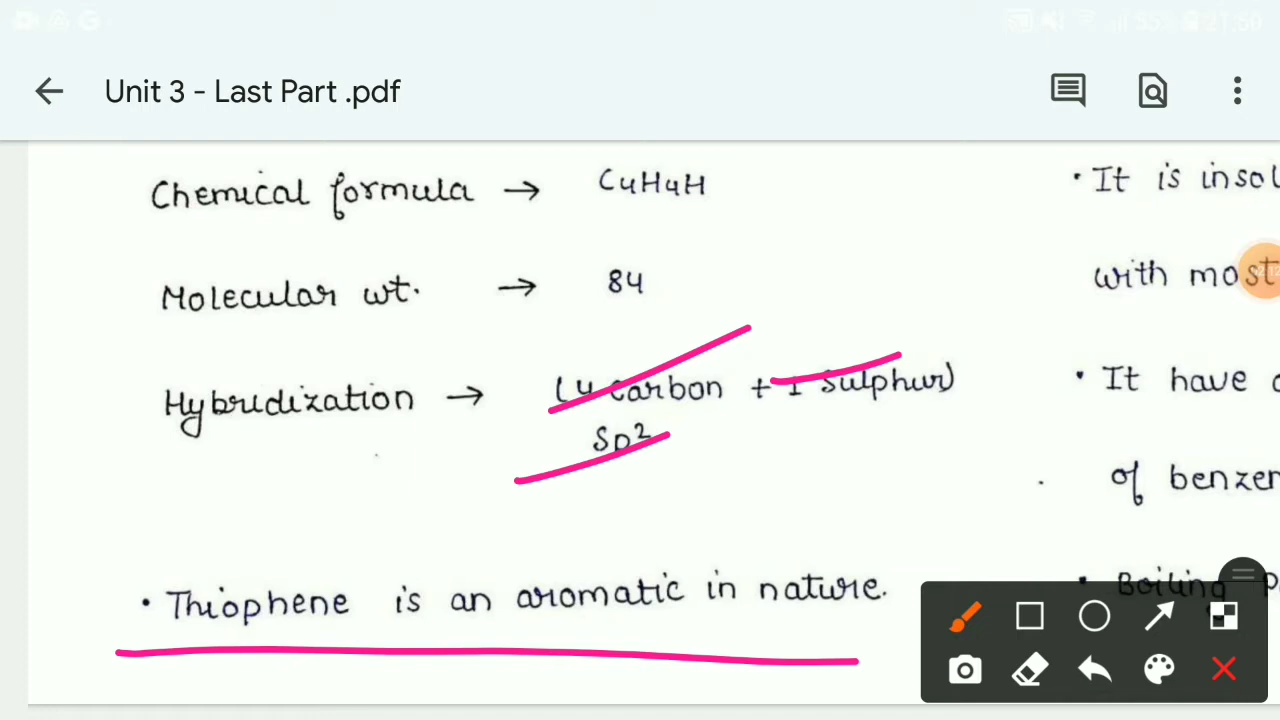 Unit 3 - Last Part .pdf
Chemical formula → C4H4H
• It is insol
Molecular wt. → 84
with most
Hybridization → (4 carbon + 1 Sulphur)
• It have
Sp2
of benzen
• Thiophene is an aromatic in nature.
• Boiling p